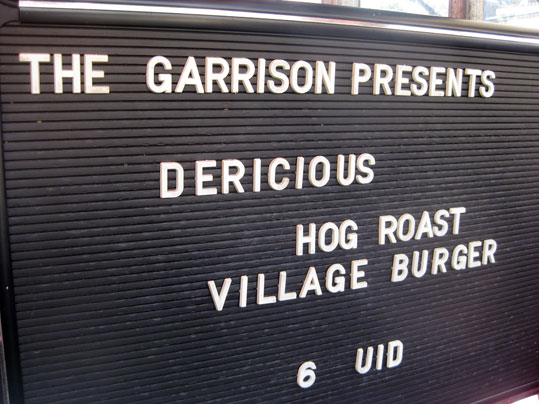 THE GARRISON PRESENTS
DERICIOUS
HOG ROAST
VILLAGE BURGER
6 UID